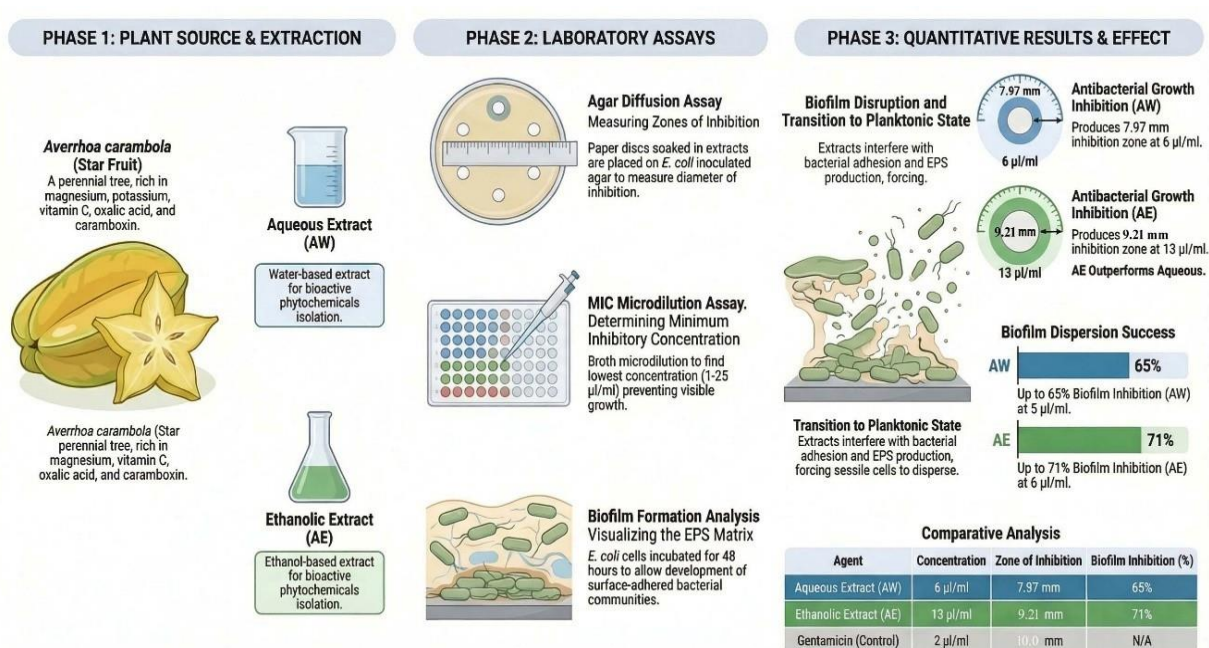 PHASE 1: PLANT SOURCE & EXTRACTION
Averrhoa carambola
(Star Fruit)
A perennial tree, rich in
magnesium, potassium,
vitamin C, oxalic acid, and
caramboxin.
Averrhoa carambola (Star
perennial tree, rich in
magnesium, vitamin C,
oxalic acid, and caramboxin.
Aqueous Extract
(AW)
Water-based extract
for bioactive
phytochemicals
isolation.
Ethanolic Extract
(AE)
Ethanol-based extract
for bioactive
phytochemicals
isolation.
PHASE 2: LABORATORY ASSAYS
Agar Diffusion Assay
Measuring Zones of Inhibition
Paper discs soaked in extracts
are placed on E. coli inoculated
agar to measure diameter of
inhibition.
MIC Microdilution Assay.
Determining Minimum
Inhibitory Concentration
Broth microdilution to find
lowest concentration (1-25
µl/ml) preventing visible
growth.
Biofilm Formation Analysis
Visualizing the EPS Matrix
E. coli cells incubated for 48
hours to allow development of
surface-adhered bacterial
communities.
PHASE 3: QUANTITATIVE RESULTS & EFFECT
Biofilm Disruption and
Transition to Planktonic State
Extracts interfere with
bacterial adhesion and EPS
production, forcing.
Transition to Planktonic State
Extracts interfere with bacterial
adhesion and EPS production,
forcing sessile cells to disperse.
7.97 mm
6 µl/ml
Antibacterial Growth
Inhibition (AW)
Produces 7.97 mm
inhibition zone at 6 µl/ml.
9.21 mm
13 µl/ml
Antibacterial Growth
Inhibition (AE)
Produces 9.21 mm
inhibition zone at 13 µl/ml.
AE Outperforms Aqueous.
Biofilm Dispersion Success
AW 65%
Up to 65% Biofilm Inhibition (AW)
at 5 µl/ml.
AE 71%
Up to 71% Biofilm Inhibition (AE)
at 6 µl/ml.
Comparative Analysis
Agent Concentration Zone of Inhibition Biofilm Inhibition (%)
Aqueous Extract (AW) 6 µl/ml 7.97 mm 65%
Ethanolic Extract (AE) 13 µl/ml 9.21 mm 71%
Gentamicin (Control) 2 µl/ml 10.0 mm N/A